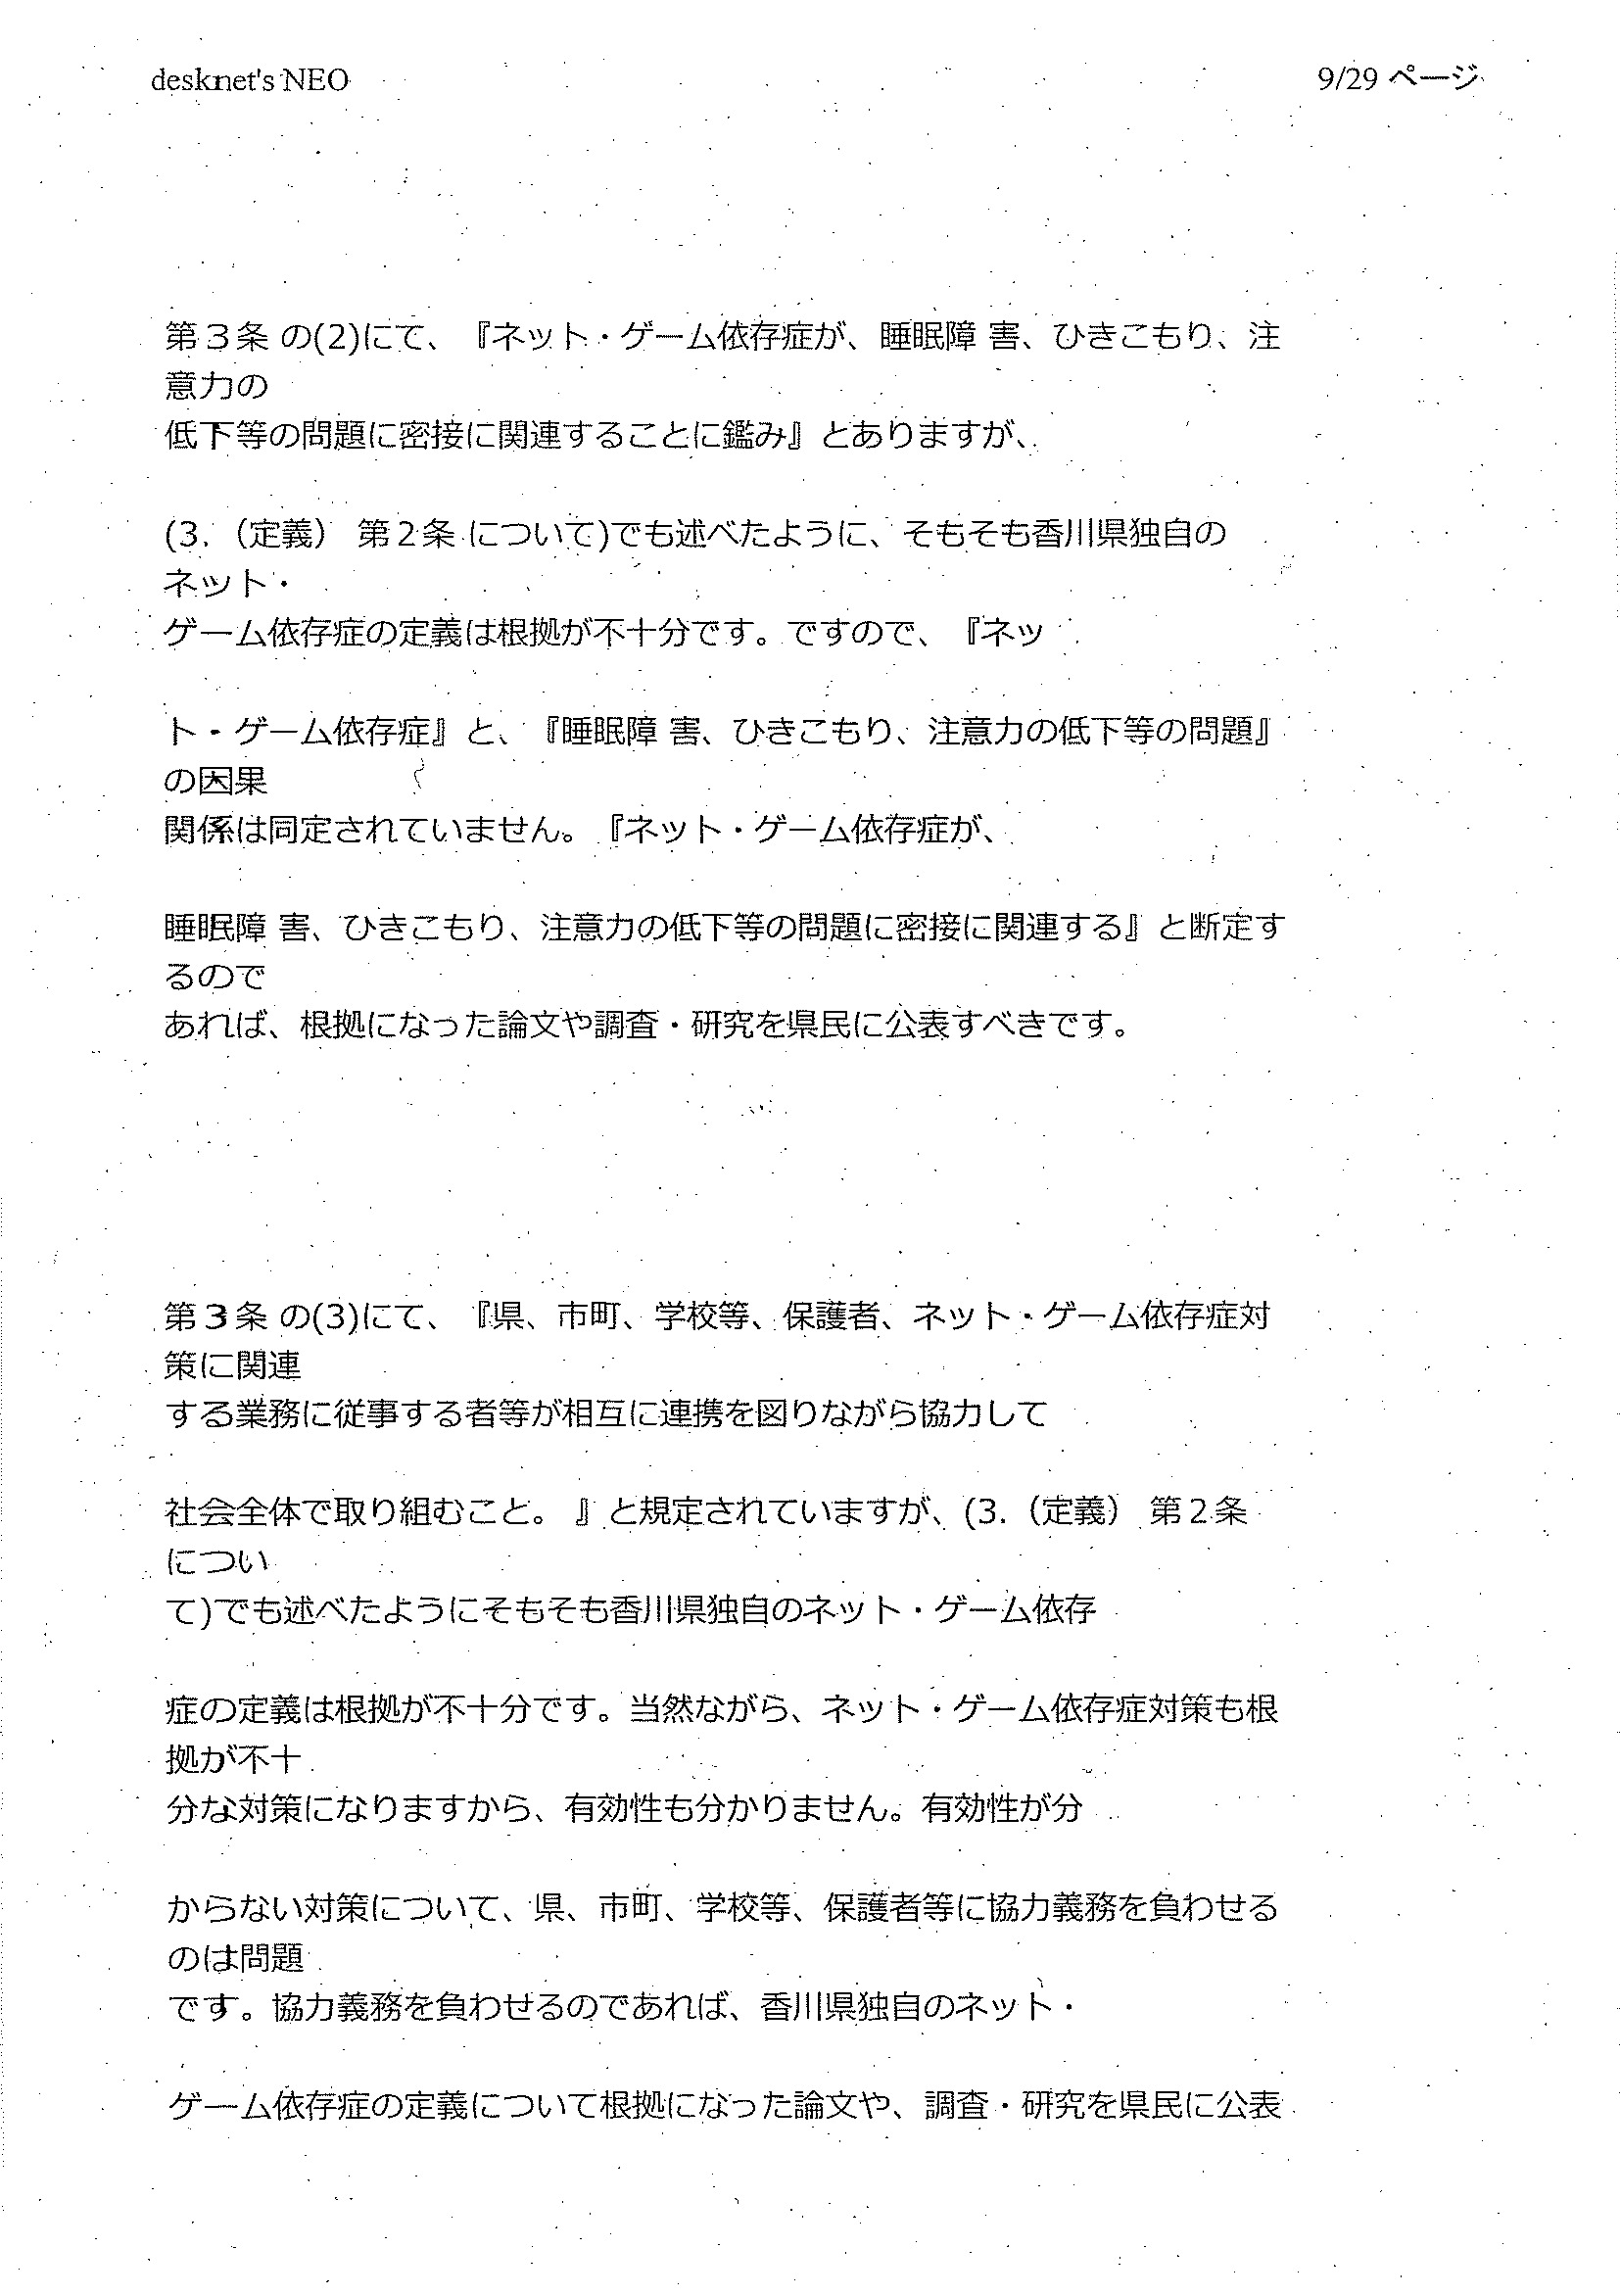 desknet's NEO
9/29 ページ
第３条 の(2)にて、『ネット・ゲーム依存症が、睡眠障 害、ひきこもり、注
意力の
低下等の問題に密接に関連することに鑑み』とありますが、
(3.（定義） 第２条 について)でも述べたように、そもそも香川県独自の
ネット・
ゲーム依存症の定義は根拠が不十分です。ですので、『ネッ
ト・ゲーム依存症』と、『睡眠障 害、ひきこもり、注意力の低下等の問題』
の因果
関係は同定されていません。『ネット・ゲーム依存症が、
睡眠障 害、ひきこもり、注意力の低下等の問題に密接に関連する』と断定す
るので
あれば、根拠になった論文や調査・研究を県民に公表すべきです。
第３条 の(3)にて、『県、市町、学校等、保護者、ネット・ゲーム依存症対
策に関連
する業務に従事する者等が相互に連携を図りながら協力して
社会全体で取り組むこと。 』と規定されていますが、(3.（定義） 第２条
につい
て)でも述べたようにそもそも香川県独自のネット・ゲーム依存
症の定義は根拠が不十分です。当然ながら、ネット・ゲーム依存症対策も根
拠が不十
分な対策になりますから、有効性も分かりません。有効性が分
からない対策について、県、市町、学校等、保護者等に協力義務を負わせる
のは問題
です。協力義務を負わせるのであれば、香川県独自のネット・
ゲーム依存症の定義について根拠になった論文や、調査・研究を県民に公表